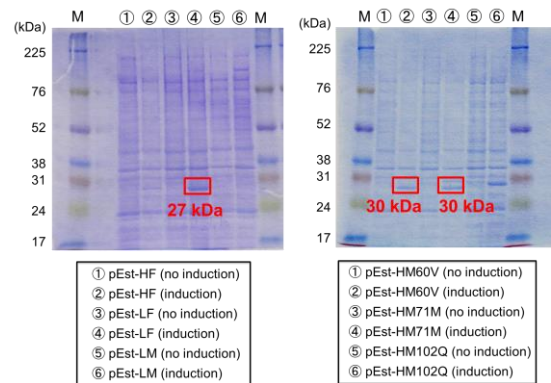 M ① ② ③ ④ ⑤ ⑥ M
(kDa)
225
76
52
38
31
24
17
27 kDa
① pEst-HF (no induction)
② pEst-HF (induction)
③ pEst-LF (no induction)
④ pEst-LF (induction)
⑤ pEst-LM (no induction)
⑥ pEst-LM (induction)
M ① ② ③ ④ ⑤ ⑥ M
(kDa)
225
76
52
38
31
24
17
30 kDa 30 kDa
① pEst-HM60V (no induction)
② pEst-HM60V (induction)
③ pEst-HM71M (no induction)
④ pEst-HM71M (induction)
⑤ pEst-HM102Q (no induction)
⑥ pEst-HM102Q (induction)